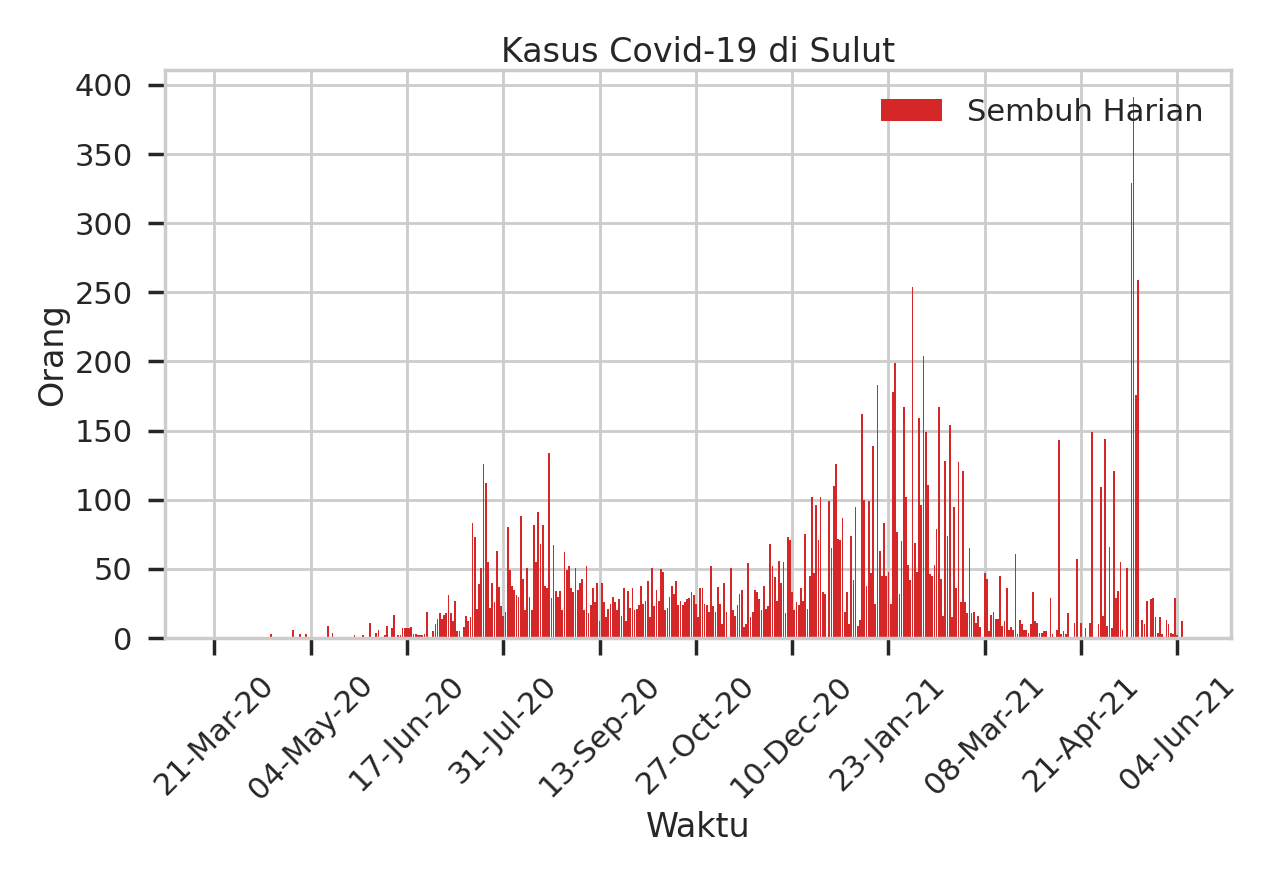 Kasus Covid-19 di Sulut
Sembuh Harian
400
350
300
250
200
150
100
50
0
Orang
21-Mar-20
04-May-20
17-Jun-20
31-Jul-20
13-Sep-20
27-Oct-20
10-Dec-20
23-Jan-21
08-Mar-21
21-Apr-21
04-Jun-21
Waktu